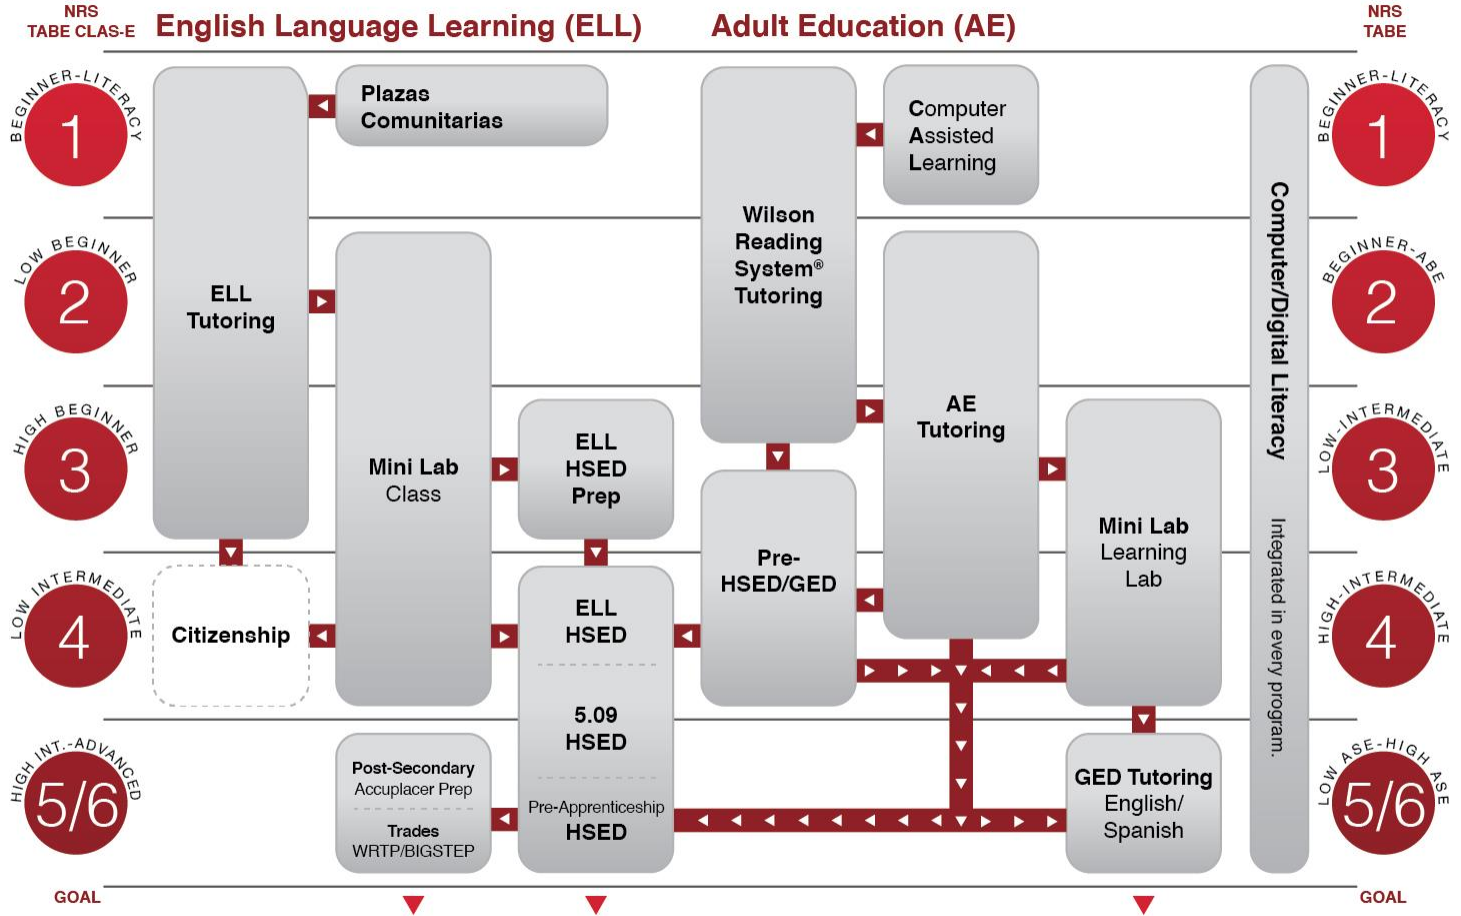 NRS
TABE CLAS-E
English Language Learning (ELL)
Adult Education (AE)
NRS
TABE
BEGINNER-LITERACY
1
Plazas
Comunitarias
Computer
Assisted
Learning
BEGINNER-LITERACY
1
LOW BEGINNER
2
ELL
Tutoring
Wilson
Reading
System®
Tutoring
BEGINNER-ABE
2
Computer/Digital Literacy
Integrated in every program.
HIGH BEGINNER
3
Mini Lab
Class
ELL
HSED
Prep
AE
Tutoring
LOW-INTERMEDIATE
3
LOW INTERMEDIATE
4
Citizenship
ELL
HSED
Pre-
HSED/GED
Mini Lab
Learning
Lab
HIGH-INTERMEDIATE
4
5.09
HSED
HIGH INT.-ADVANCED
5/6
Post-Secondary
Accuplacer Prep
Trades
WRTP/BIGSTEP
Pre-Apprenticeship
HSED
GED Tutoring
English/
Spanish
LOW ASE-HIGH ASE
5/6
GOAL
GOAL